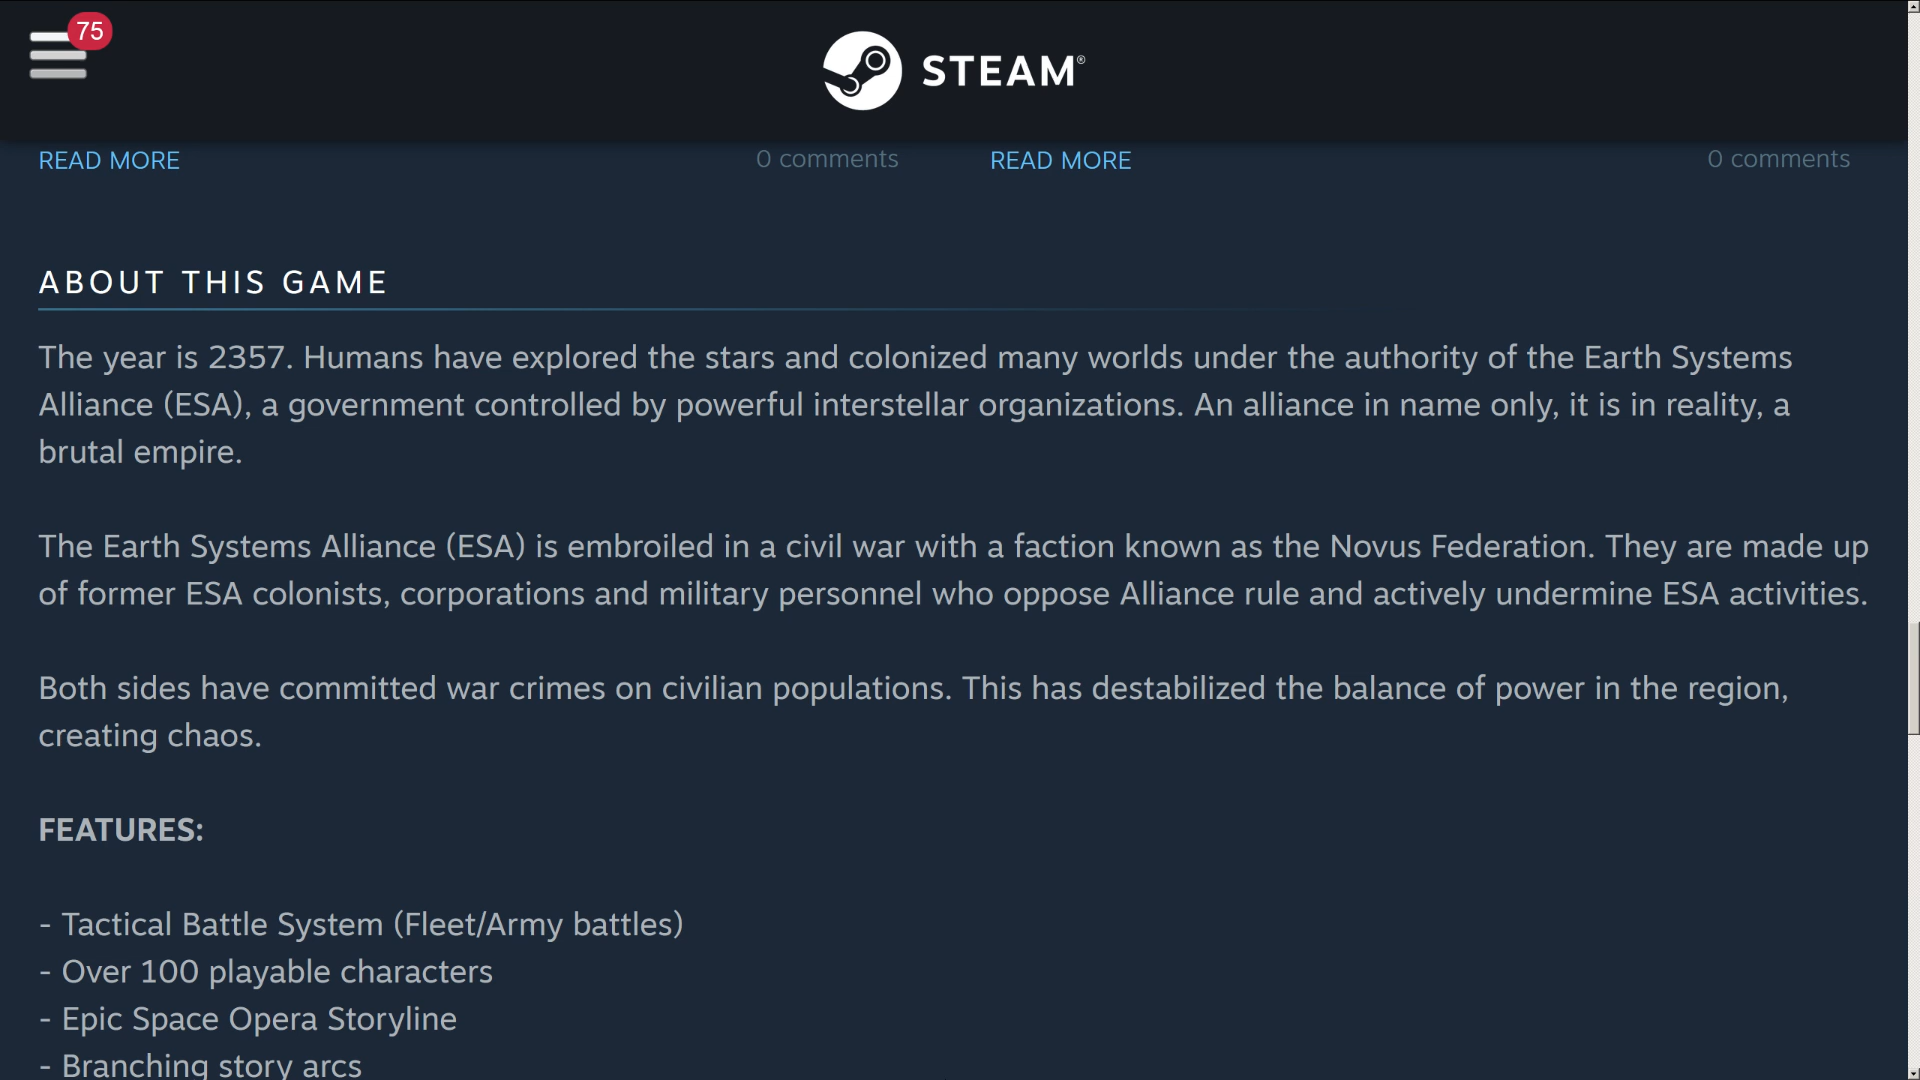 75
STEAM®
READ MORE 0 comments READ MORE 0 comments
ABOUT THIS GAME
The year is 2357. Humans have explored the stars and colonized many worlds under the authority of the Earth Systems
Alliance (ESA), a government controlled by powerful interstellar organizations. An alliance in name only, it is in reality, a
brutal empire.
The Earth Systems Alliance (ESA) is embroiled in a civil war with a faction known as the Novus Federation. They are made up
of former ESA colonists, corporations and military personnel who oppose Alliance rule and actively undermine ESA activities.
Both sides have committed war crimes on civilian populations. This has destabilized the balance of power in the region,
creating chaos.
FEATURES:
- Tactical Battle System (Fleet/Army battles)
- Over 100 playable characters
- Epic Space Opera Storyline
- Branching story arcs